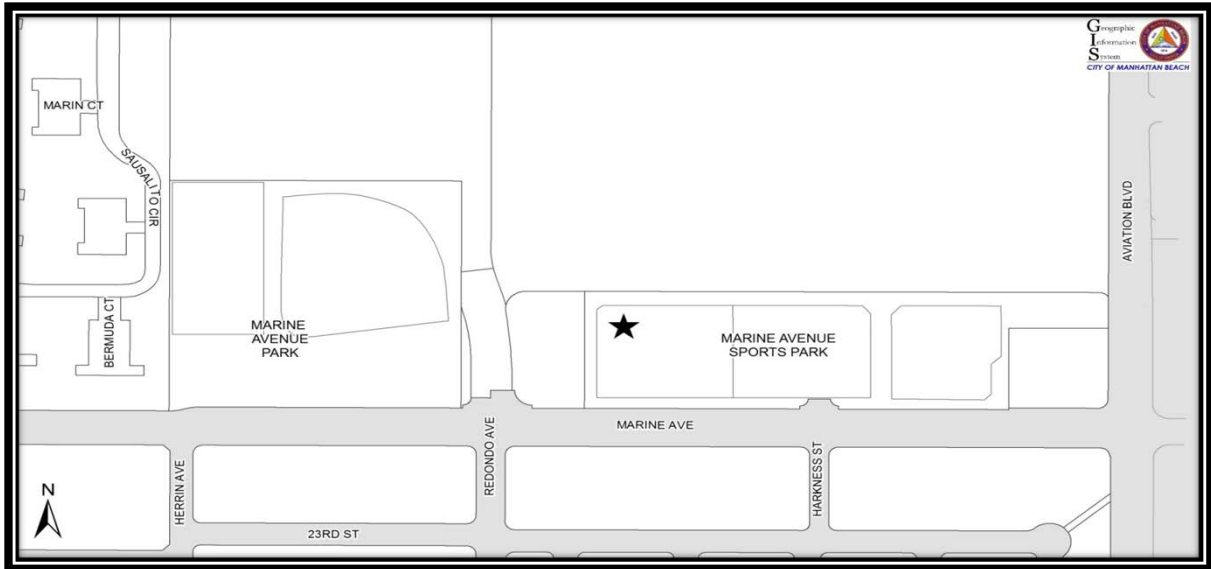 Geographic
Information
System
CITY OF MANHATTAN BEACH
MARIN CT
SAUSALITO CIR
AVIATION BLVD
BERMUDA CT
MARINE
AVENUE
PARK
MARINE AVENUE
SPORTS PARK
MARINE AVE
HERRIN AVE
REDONDO AVE
HARKNESS ST
N
23RD ST